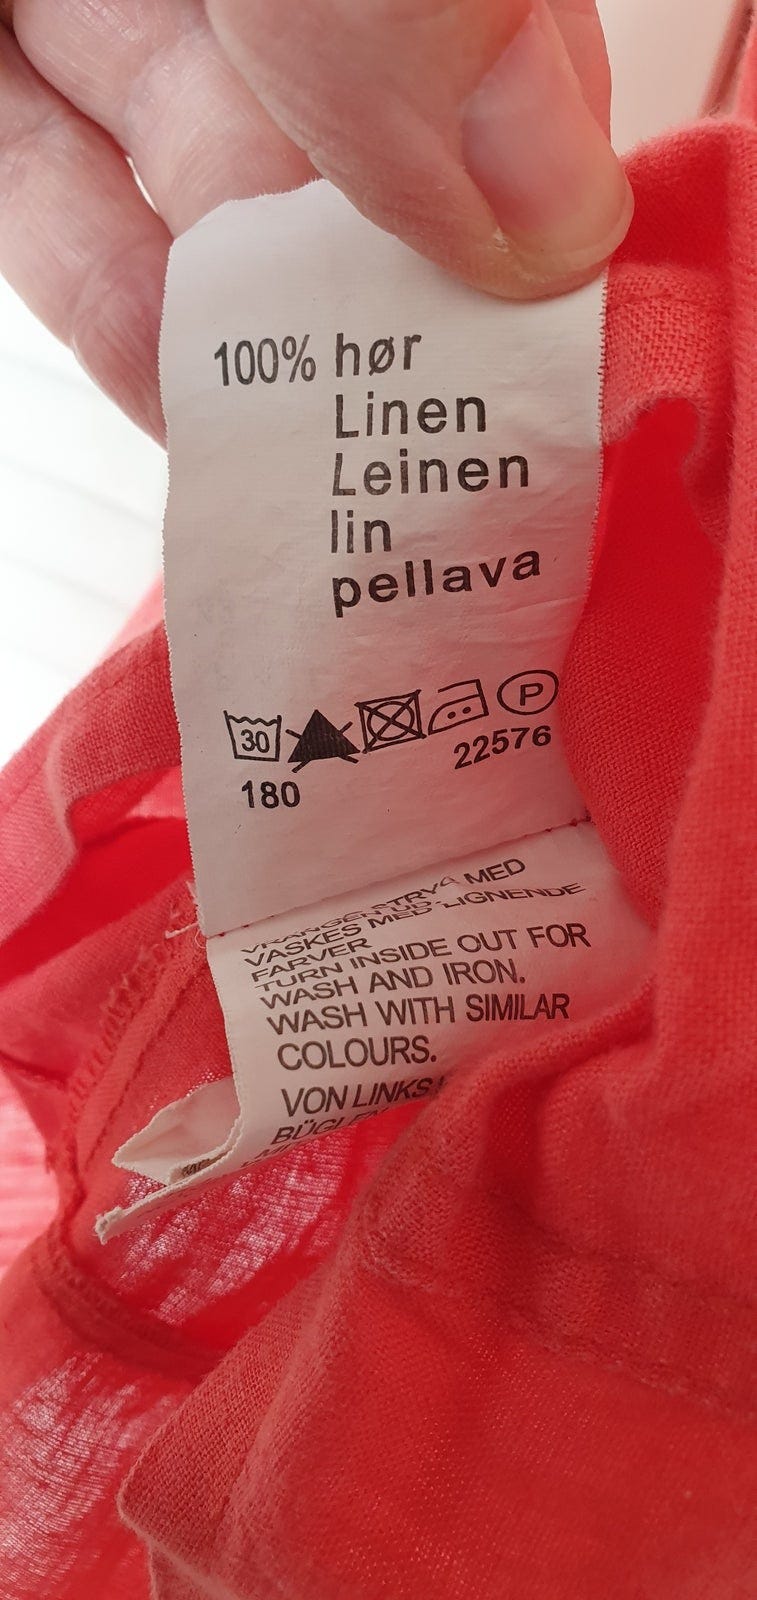 100% hør
Linen
Leinen
lin
pellava
30
P
180
22576
MED
VASKES MED LIGNENDE
FARVER
TURN INSIDE OUT FOR
WASH AND IRON.
WASH WITH SIMILAR
COLOURS.
VON LINKS